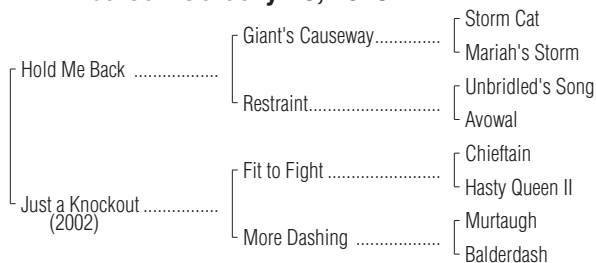 Storm Cat
Giant's Causeway..............
Mariah's Storm
Hold Me Back ..................
Unbridled's Song
Restraint............................
Avowal
Chieftain
Fit to Fight ........................
Hasty Queen II
Just a Knockout ................
(2002)
Murtaugh
More Dashing ..................
Balderdash